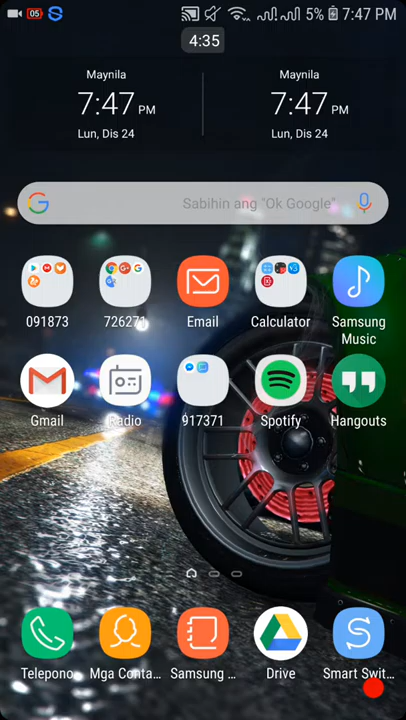 05
5% 7:47 PM
4:35
Maynila
7:47 PM
Lun, Dis 24
Maynila
7:47 PM
Lun, Dis 24
Sabihin ang "Ok Google"
091873
726271
Email
Calculator
Samsung
Music
Gmail
Radio
917371
Spotify
Hangouts
Telepono
Mga Conta...
Samsung ...
Drive
Smart Swit...